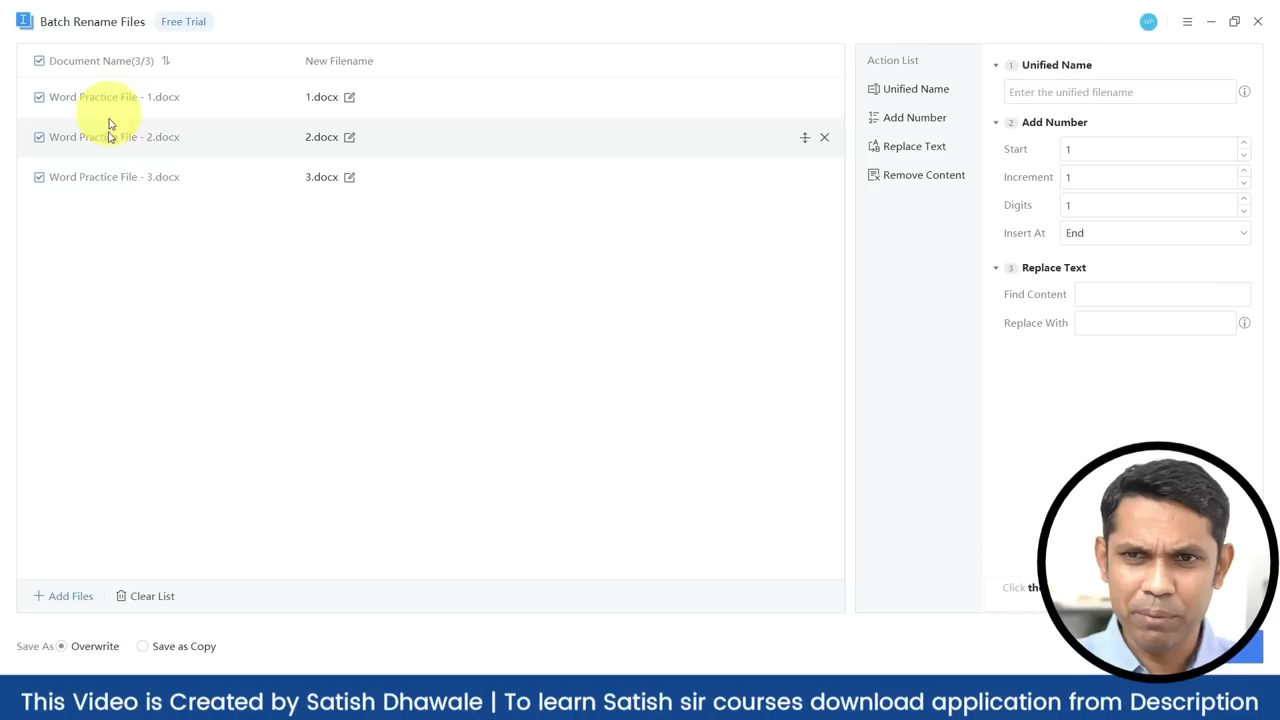 Batch Rename Files Free Trial WP
Document Name(3/3) New Filename
Word Practice File - 1.docx 1.docx
Word Practice File - 2.docx 2.docx
Word Practice File - 3.docx 3.docx
Add Files Clear List
Action List
Unified Name
Add Number
Replace Text
Remove Content
1 Unified Name
Enter the unified filename
2 Add Number
Start 1
Increment 1
Digits 1
Insert At End
3 Replace Text
Find Content
Replace With
Click
Save As Overwrite Save as Copy
This Video is Created by Satish Dhawale | To learn Satish sir courses download application from Description